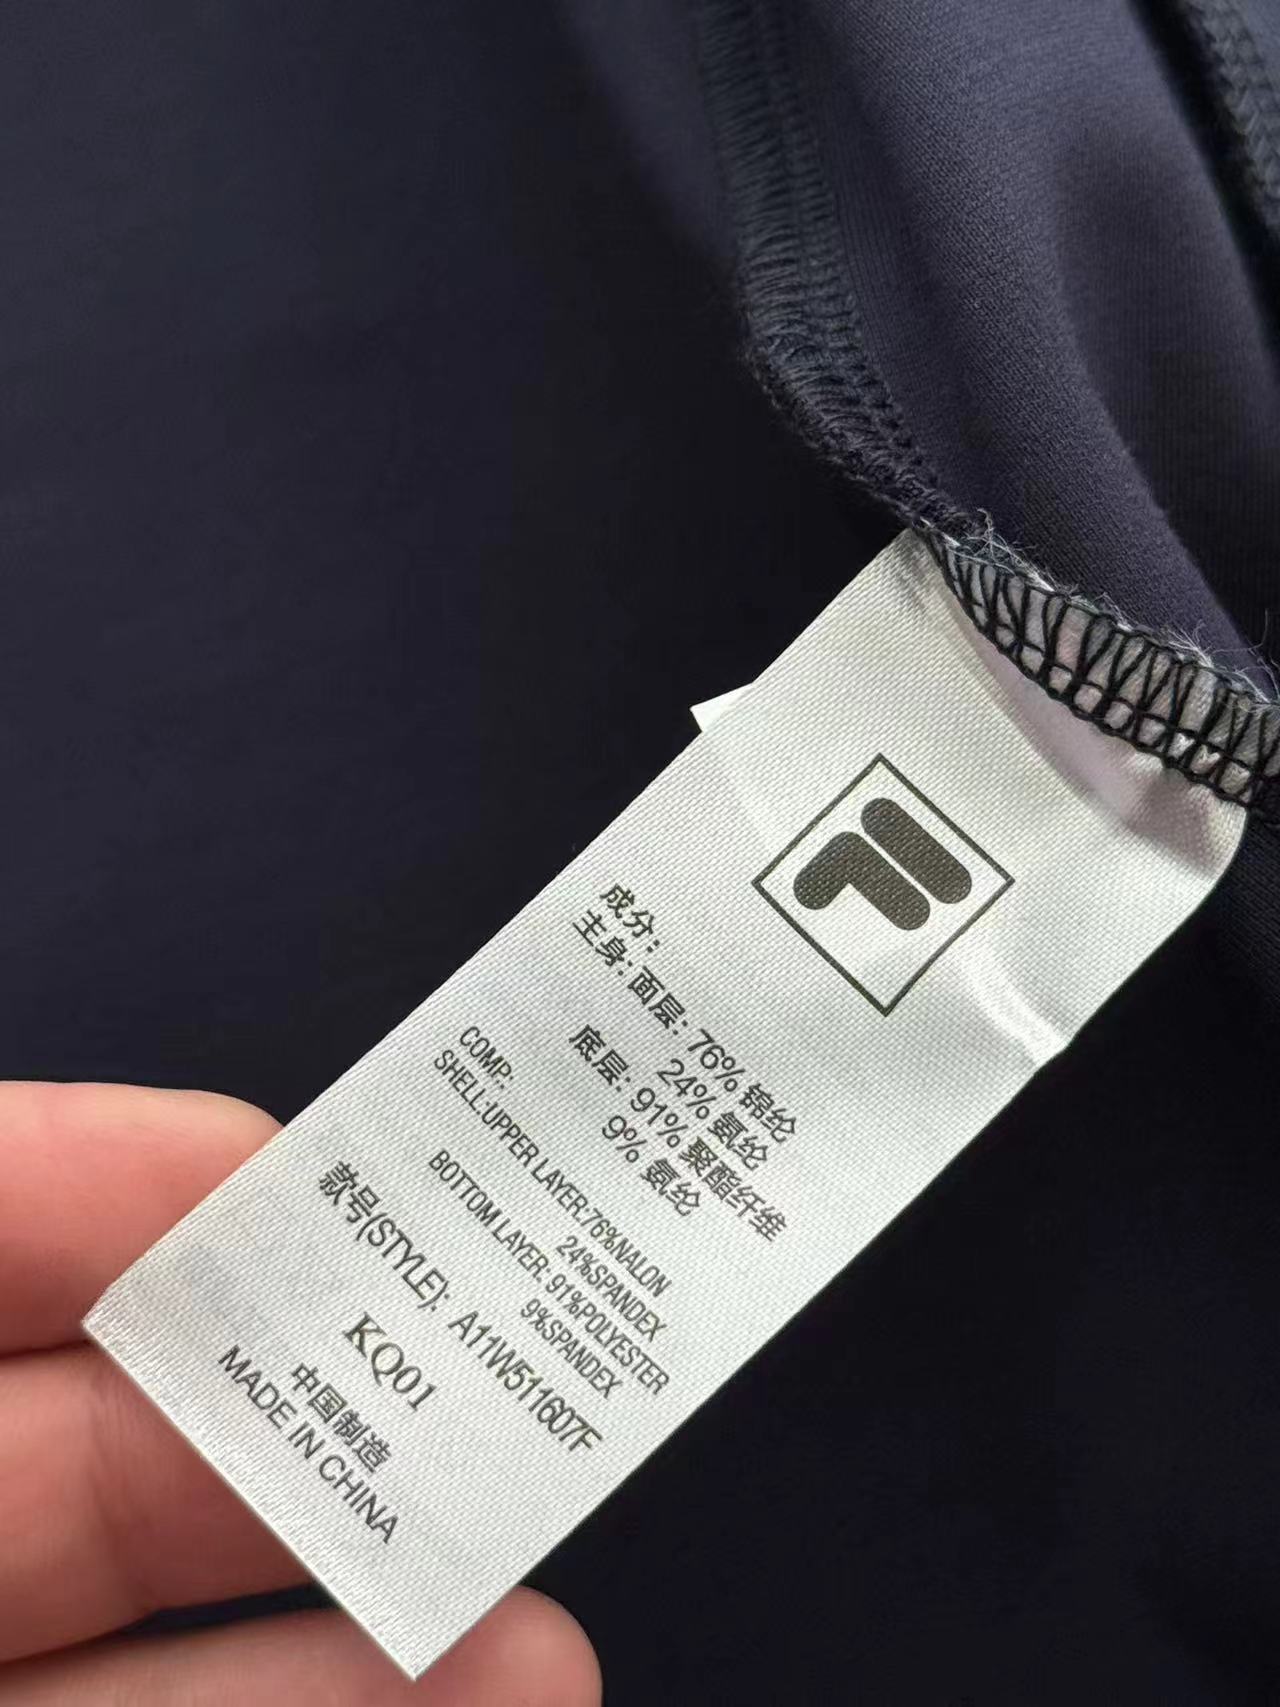 成分:
主身:面层:76% 锦纶
24% 氨纶
底层:91% 聚酯纤维
9% 氨纶
COMP:
SHELL:UPPER LAYER:76%NALON
24%SPANDEX
BOTTOM LAYER: 91%POLYESTER
9%SPANDEX
款号(STYLE): A11W511607F
KQ01
中国制造
MADE IN CHINA